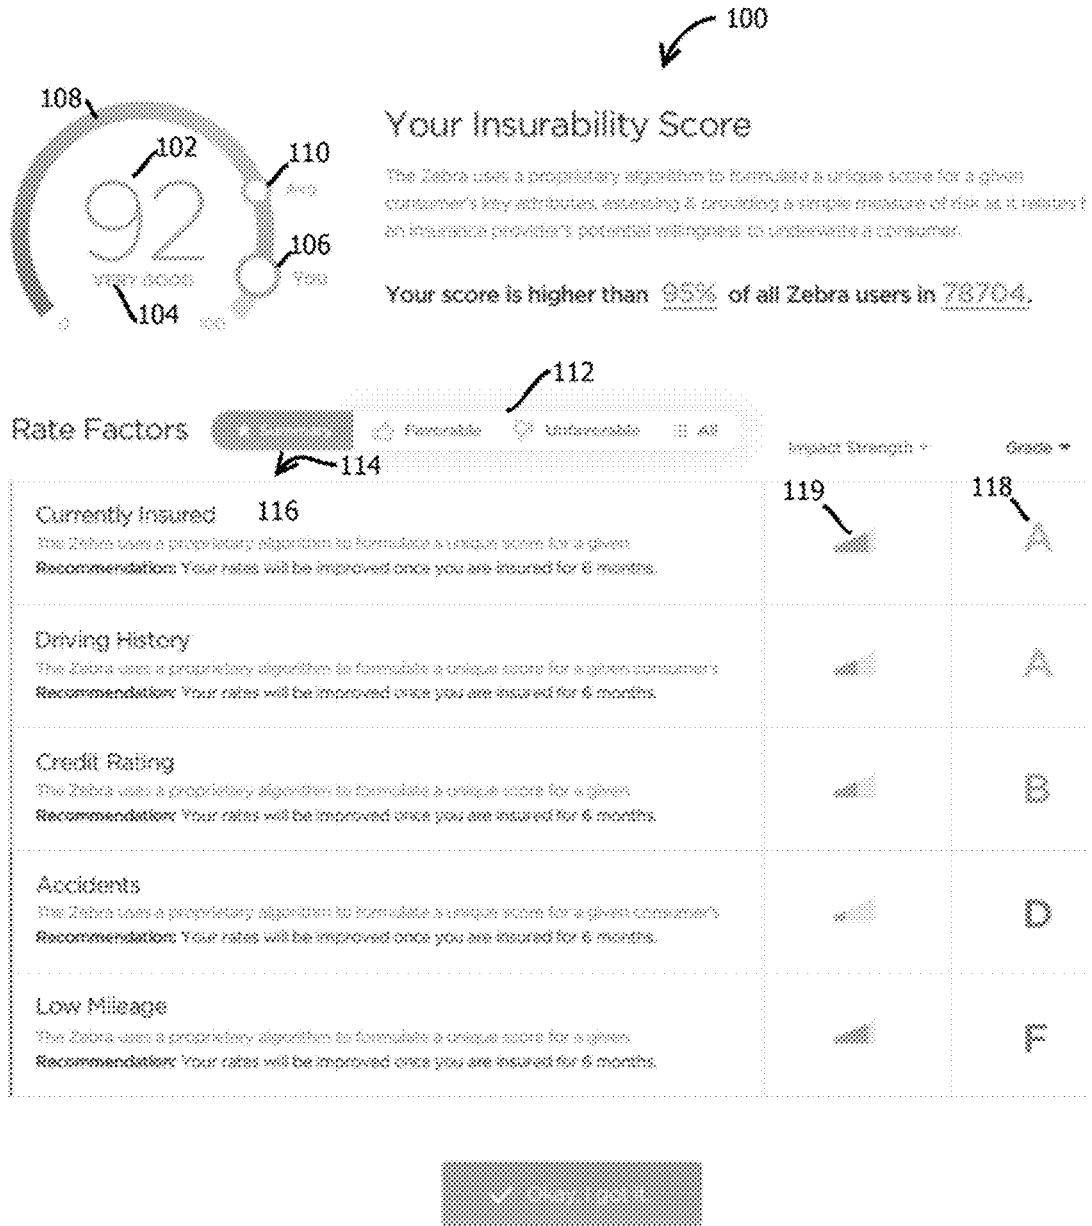 100
108
102
110
Your Insurability Score
92
Avg
The Zebra uses a proprietary algorithm to formulate a unique score for a given
consumer's key attributes, assessing & providing a simple measure of risk as it relates t
an insurance provider's potential willingness to underwrite a consumer.
106
VERY GOOD
You
Your score is higher than 95% of all Zebra users in 78704.
104
0
100
112
Rate Factors
Favorable
Unfavorable
All
Impact Strength
Grade
114
119
118
Currently Insured
116
A
The Zebra uses a proprietary algorithm to formulate a unique score for a given
Recommendation: Your rates will be improved once you are insured for 6 months.
Driving History
A
The Zebra uses a proprietary algorithm to formulate a unique score for a given consumer's
Recommendation: Your rates will be improved once you are insured for 6 months.
Credit Rating
B
The Zebra uses a proprietary algorithm to formulate a unique score for a given
Recommendation: Your rates will be improved once you are insured for 6 months.
Accidents
D
The Zebra uses a proprietary algorithm to formulate a unique score for a given consumer's
Recommendation: Your rates will be improved once you are insured for 6 months.
Low Mileage
F
The Zebra uses a proprietary algorithm to formulate a unique score for a given
Recommendation: Your rates will be improved once you are insured for 6 months.